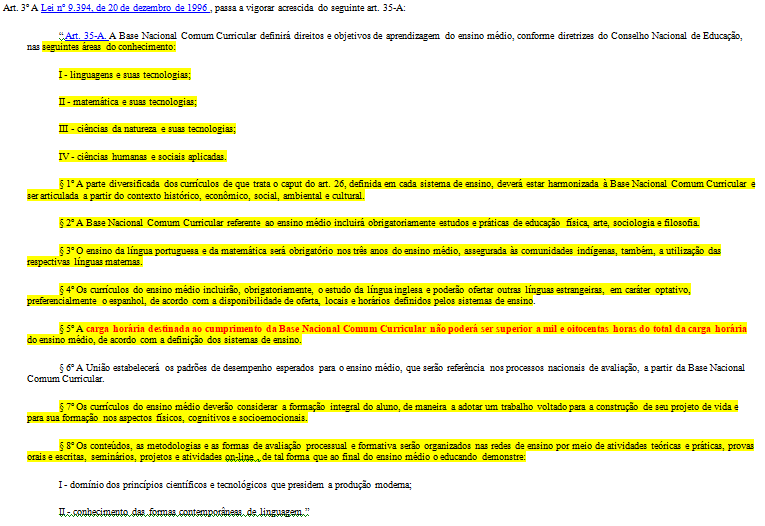 Art. 3º A Lei nº 9.394, de 20 de dezembro de 1996 , passa a vigorar acrescida do seguinte art. 35-A:
“ Art. 35-A. A Base Nacional Comum Curricular definirá direitos e objetivos de aprendizagem do ensino médio, conforme diretrizes do Conselho Nacional de Educação,
nas seguintes áreas do conhecimento:
I - linguagens e suas tecnologias;
II - matemática e suas tecnologias;
III - ciências da natureza e suas tecnologias;
IV - ciências humanas e sociais aplicadas.
§ 1º A parte diversificada dos currículos de que trata o caput do art. 26, definida em cada sistema de ensino, deverá estar harmonizada à Base Nacional Comum Curricular e
ser articulada a partir do contexto histórico, econômico, social, ambiental e cultural.
§ 2º A Base Nacional Comum Curricular referente ao ensino médio incluirá obrigatoriamente estudos e práticas de educação física, arte, sociologia e filosofia.
§ 3º O ensino da língua portuguesa e da matemática será obrigatório nos três anos do ensino médio, assegurada às comunidades indígenas, também, a utilização das
respectivas línguas maternas.
§ 4º Os currículos do ensino médio incluirão, obrigatoriamente, o estudo da língua inglesa e poderão ofertar outras línguas estrangeiras, em caráter optativo,
preferencialmente o espanhol, de acordo com a disponibilidade de oferta, locais e horários definidos pelos sistemas de ensino.
§ 5º A carga horária destinada ao cumprimento da Base Nacional Comum Curricular não poderá ser superior a mil e oitocentas horas do total da carga horária
do ensino médio, de acordo com a definição dos sistemas de ensino.
§ 6º A União estabelecerá os padrões de desempenho esperados para o ensino médio, que serão referência nos processos nacionais de avaliação, a partir da Base Nacional
Comum Curricular.
§ 7º Os currículos do ensino médio deverão considerar a formação integral do aluno, de maneira a adotar um trabalho voltado para a construção de seu projeto de vida e
para sua formação nos aspectos físicos, cognitivos e socioemocionais.
§ 8º Os conteúdos, as metodologias e as formas de avaliação processual e formativa serão organizados nas redes de ensino por meio de atividades teóricas e práticas, provas
orais e escritas, seminários, projetos e atividades on-line , de tal forma que ao final do ensino médio o educando demonstre:
I - domínio dos princípios científicos e tecnológicos que presidem a produção moderna;
II - conhecimento das formas contemporâneas de linguagem.”